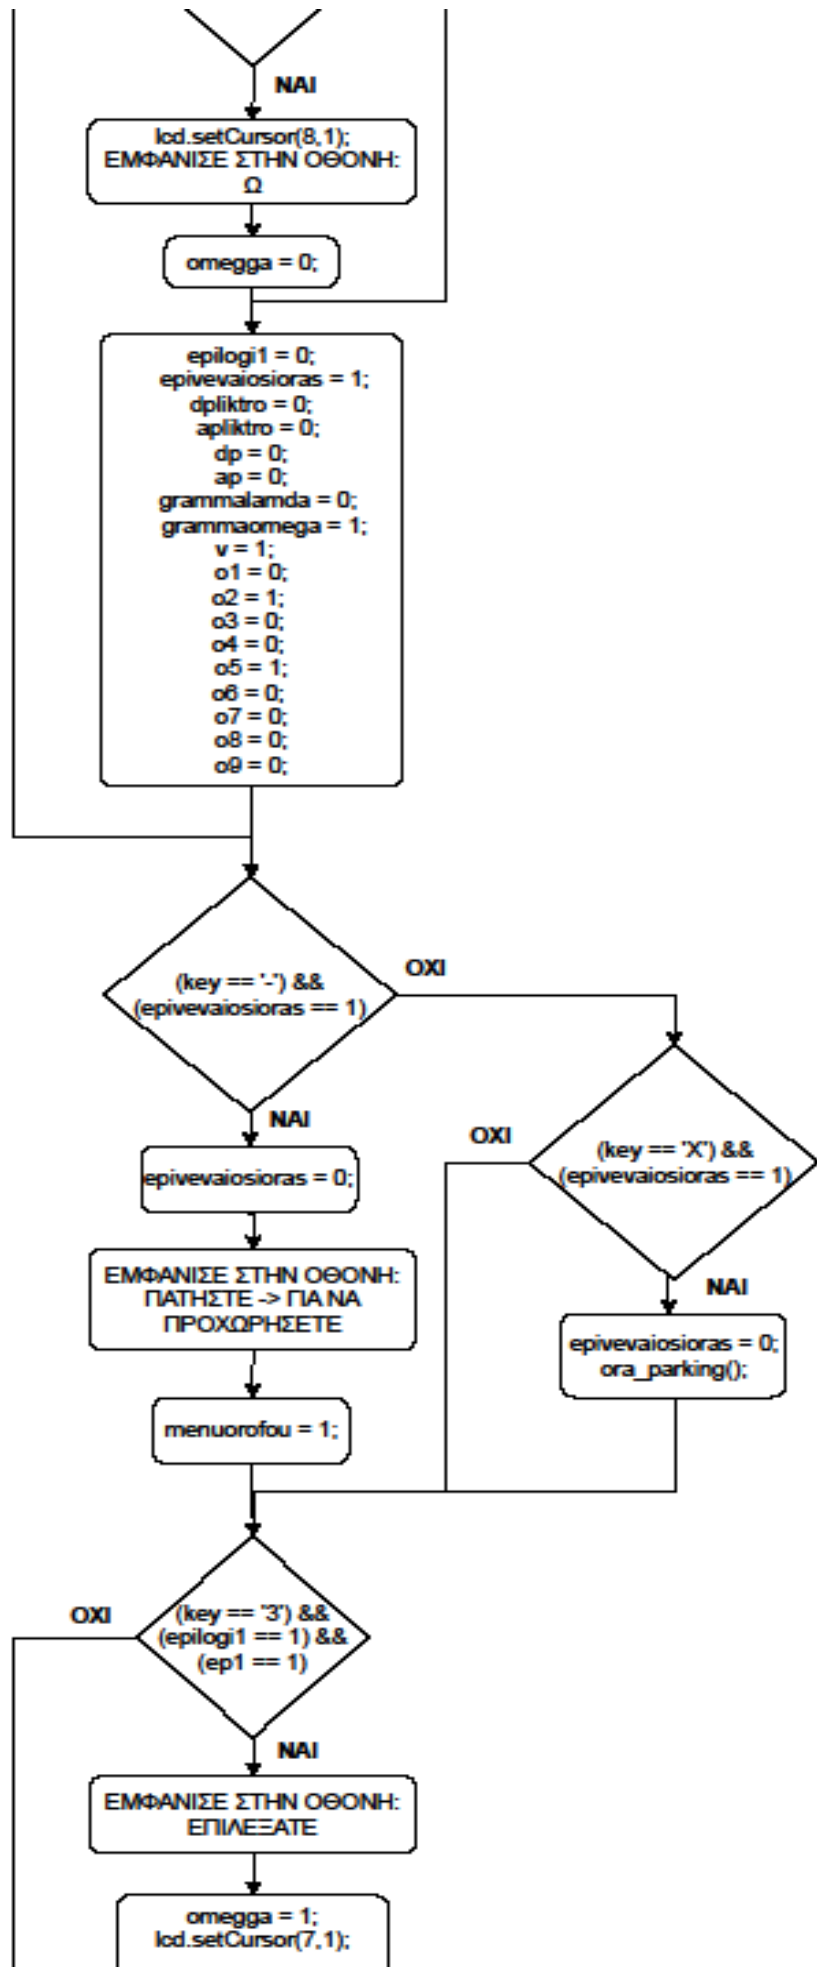 ΝΑΙ
lcd.setCursor(8,1);
ΕΜΦΑΝΙΣΕ ΣΤΗΝ ΟΘΟΝΗ:
Ω
omegga = 0;
epilogi1 = 0;
epivevaiosioras = 1;
dpliktro = 0;
apliktro = 0;
dp = 0;
ap = 0;
grammalamda = 0;
grammaomega = 1;
v = 1;
o1 = 0;
o2 = 1;
o3 = 0;
o4 = 0;
o5 = 1;
o6 = 0;
o7 = 0;
o8 = 0;
o9 = 0;
(key == '-') &&
(epivevaiosioras == 1)
ΟΧΙ
ΝΑΙ
epivevaiosioras = 0;
ΕΜΦΑΝΙΣΕ ΣΤΗΝ ΟΘΟΝΗ:
ΠΑΤΗΣΤΕ -> ΓΙΑ ΝΑ
ΠΡΟΧΩΡΗΣΕΤΕ
menuorofou = 1;
ΟΧΙ
(key == 'X') &&
(epivevaiosioras == 1)
ΝΑΙ
epivevaiosioras = 0;
ora_parking();
ΟΧΙ
(key == '3') &&
(epilogi1 == 1) &&
(ep1 == 1)
ΝΑΙ
ΕΜΦΑΝΙΣΕ ΣΤΗΝ ΟΘΟΝΗ:
ΕΠΙΛΕΞΑΤΕ
omegga = 1;
lcd.setCursor(7,1);